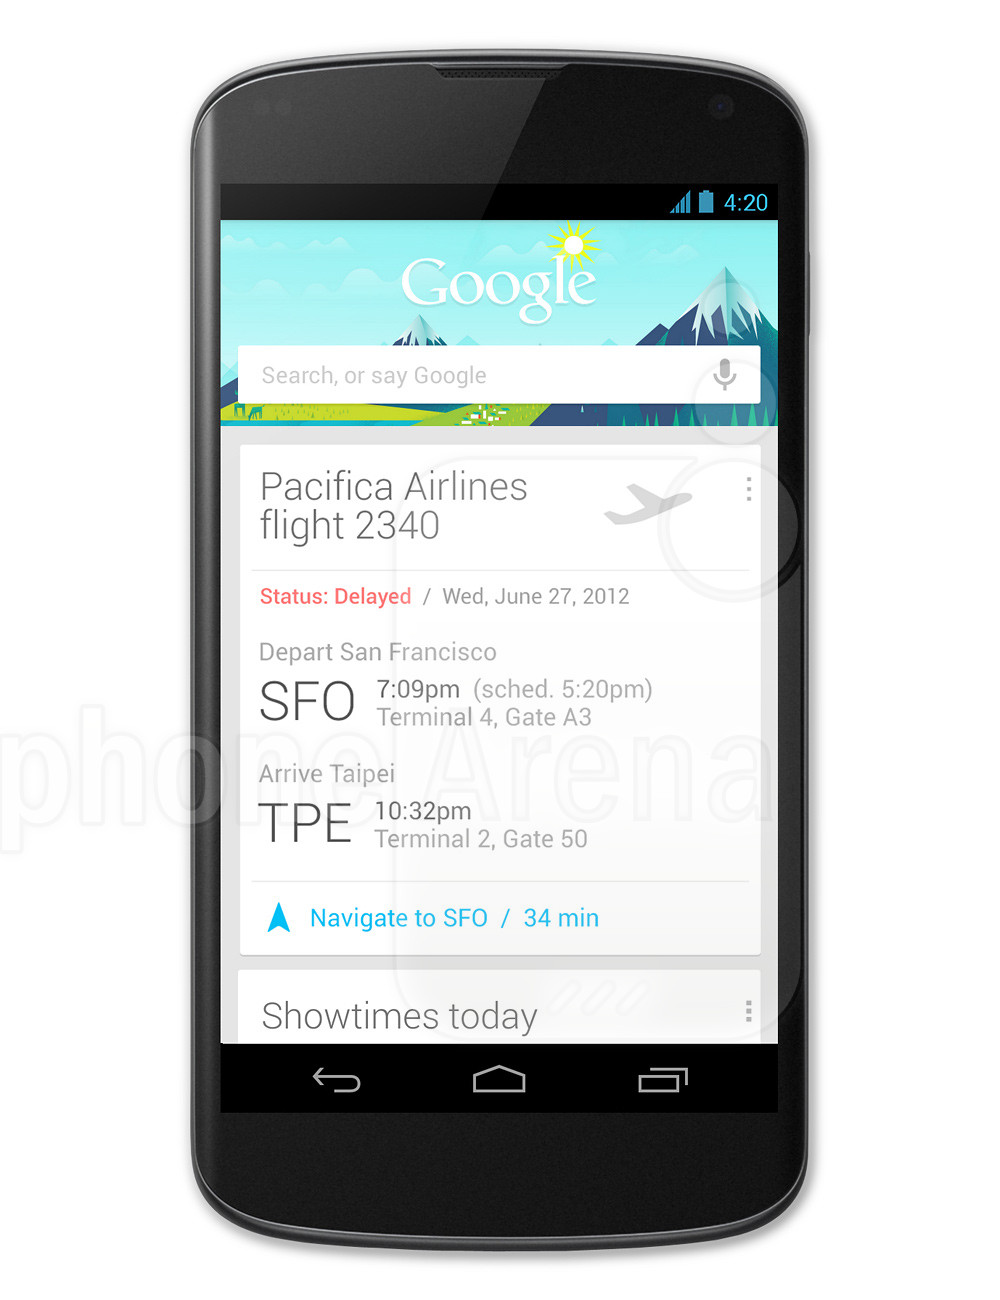 4:20
Google
Search, or say Google
Pacifica Airlines
flight 2340
Status: Delayed / Wed, June 27, 2012
Depart San Francisco
SFO 7:09pm (sched. 5:20pm)
Terminal 4, Gate A3
phone Arena
Arrive Taipei
TPE 10:32pm
Terminal 2, Gate 50
Navigate to SFO / 34 min
Showtimes today